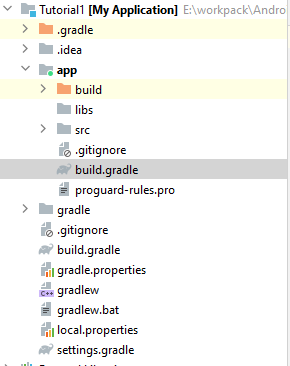 Tutorial1 [My Application] E:\workpack\Andro
.gradle
.idea
app
build
libs
src
.gitignore
build.gradle
proguard-rules.pro
gradle
.gitignore
build.gradle
gradle.properties
C++ gradlew
gradlew.bat
local.properties
settings.gradle